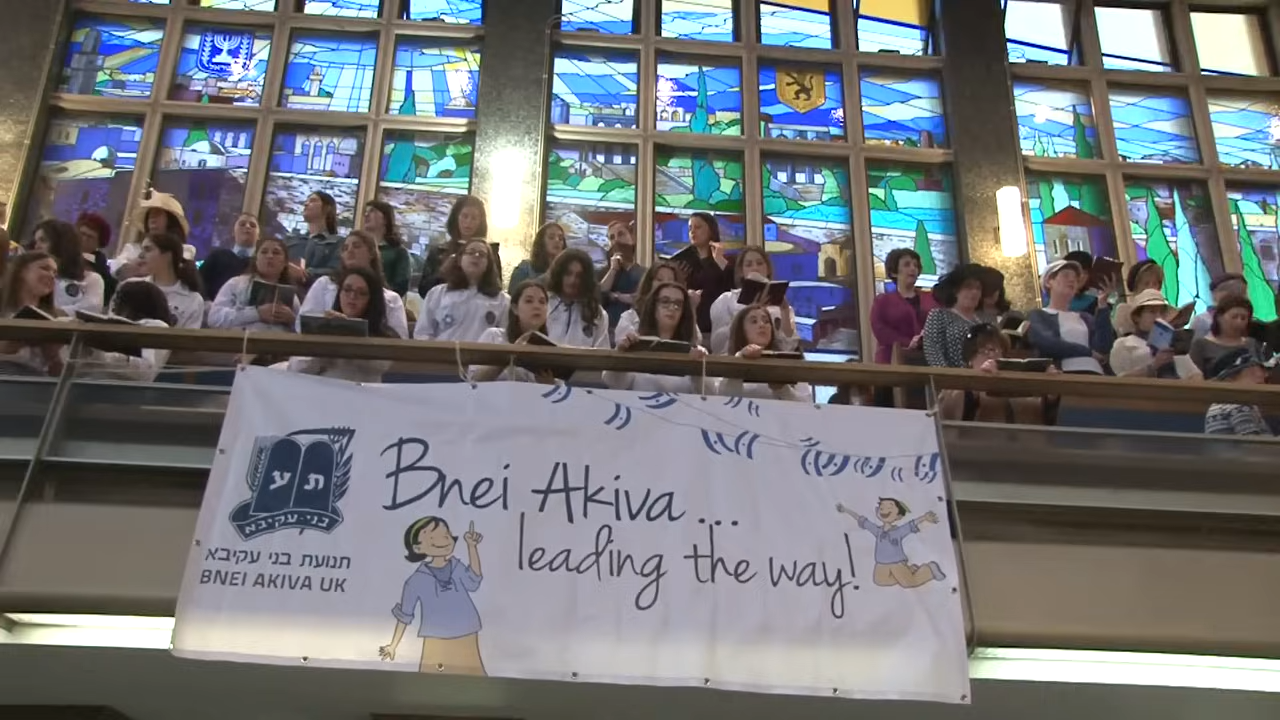 ת ע
בני-עקיבא
תנועת בני עקיבא
BNEI AKIVA UK
Bnei Akiva ...
leading the way!